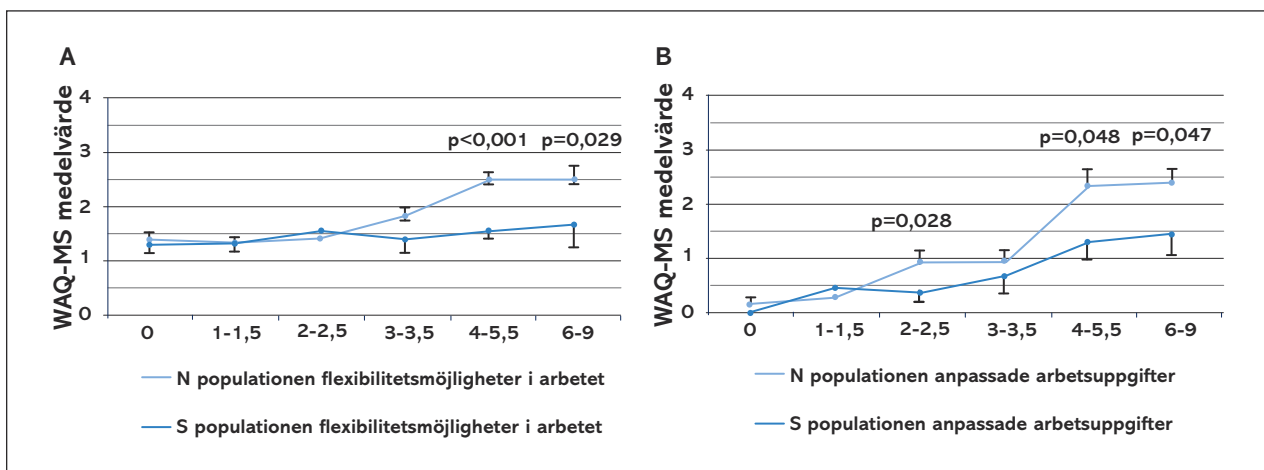 A
WAQ-MS medelvärde
4
3
2
1
0
p<0,001 p=0,029
0 1-1,5 2-2,5 3-3,5 4-5,5 6-9
N populationen flexibilitetsmöjligheter i arbetet
S populationen flexibilitetsmöjligheter i arbetet
B
WAQ-MS medelvärde
4
3
2
1
0
p=0,028
p=0,048 p=0,047
0 1-1,5 2-2,5 3-3,5 4-5,5 6-9
N populationen anpassade arbetsuppgifter
S populationen anpassade arbetsuppgifter